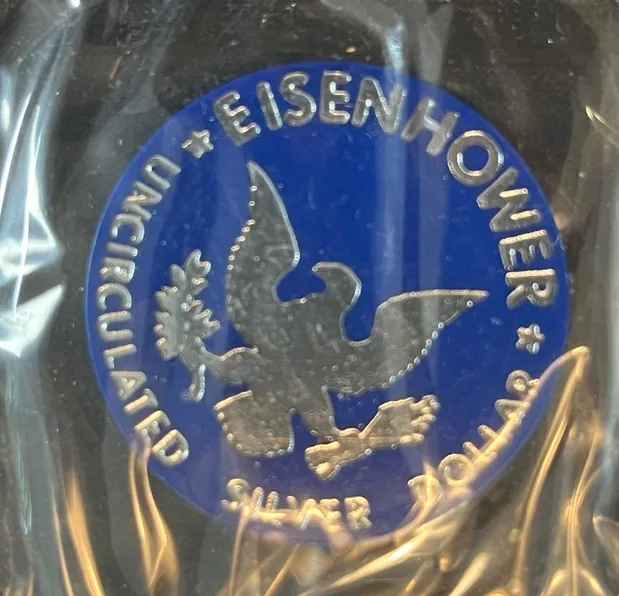 ★ EISENHOWER ★
UNCIRCULATED SILVER DOLLAR